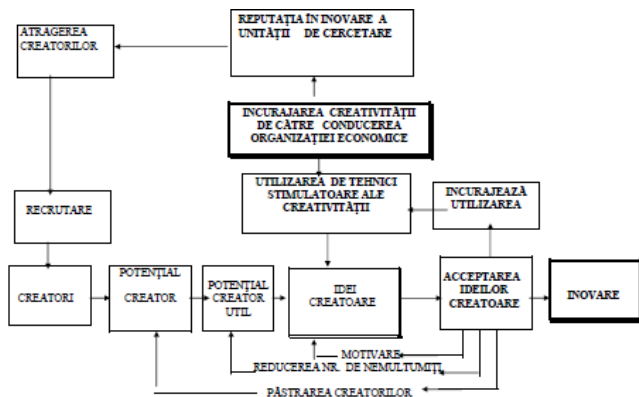 REPUTAȚIA ÎN INOVARE A
UNITĂȚII DE CERCETARE
ATRAGEREA
CREATORILOR
INCURAJAREA CREATIVITĂȚII
DE CĂTRE CONDUCEREA
ORGANIZAȚIEI ECONOMICE
UTILIZAREA DE TEHNICI
STIMULATOARE ALE
CREATIVITĂȚII
INCURAJEAZĂ
UTILIZAREA
RECRUTARE
CREATORI
POTENȚIAL
CREATOR
POTENȚIAL
CREATOR
UTIL
IDEI
CREATOARE
ACCEPTAREA
IDEILOR
CREATOARE
INOVARE
MOTIVARE
REDUCEREA NR. DE NEMULTUMIȚI
PĂSTRAREA CREATORILOR